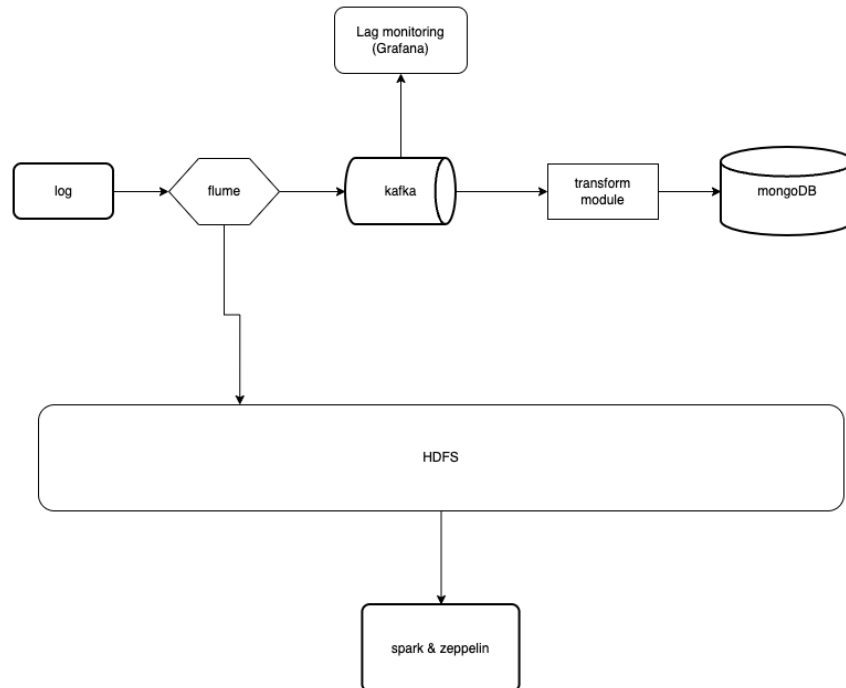 Lag monitoring
(Grafana)
log
flume
kafka
transform
module
mongoDB
HDFS
spark & zeppelin